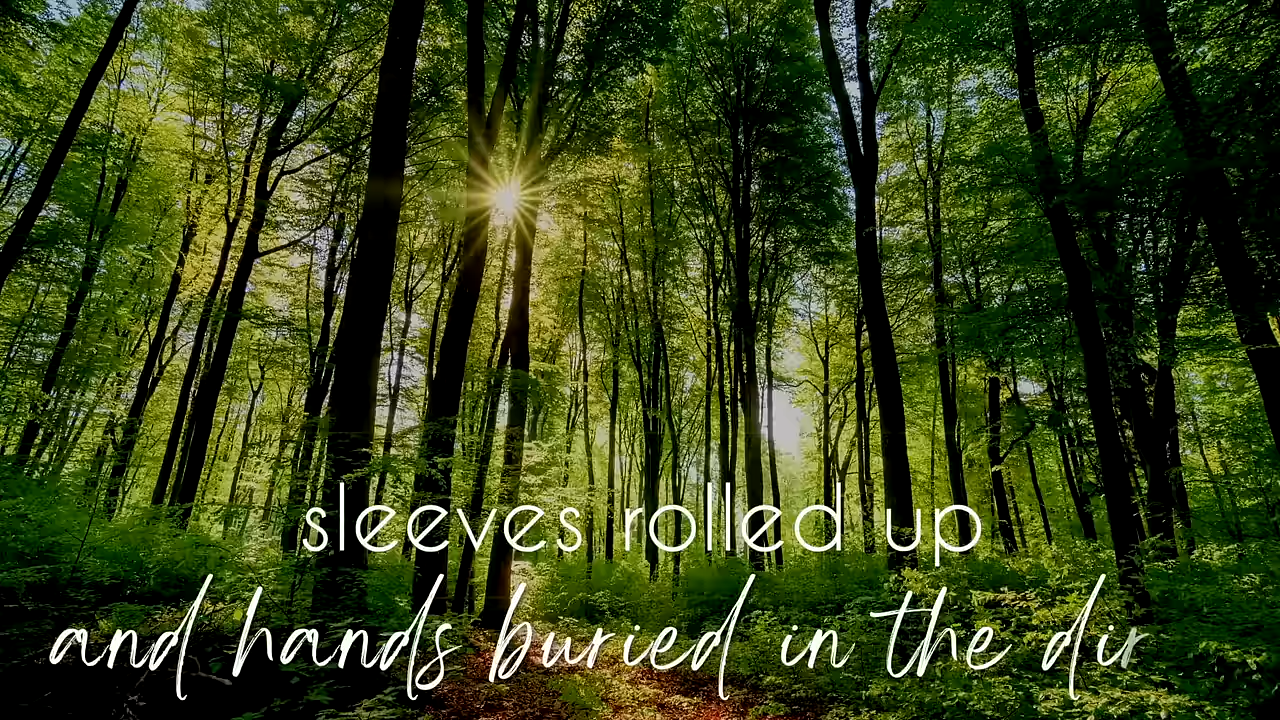 sleeves rolled up
and hands buried in the dir